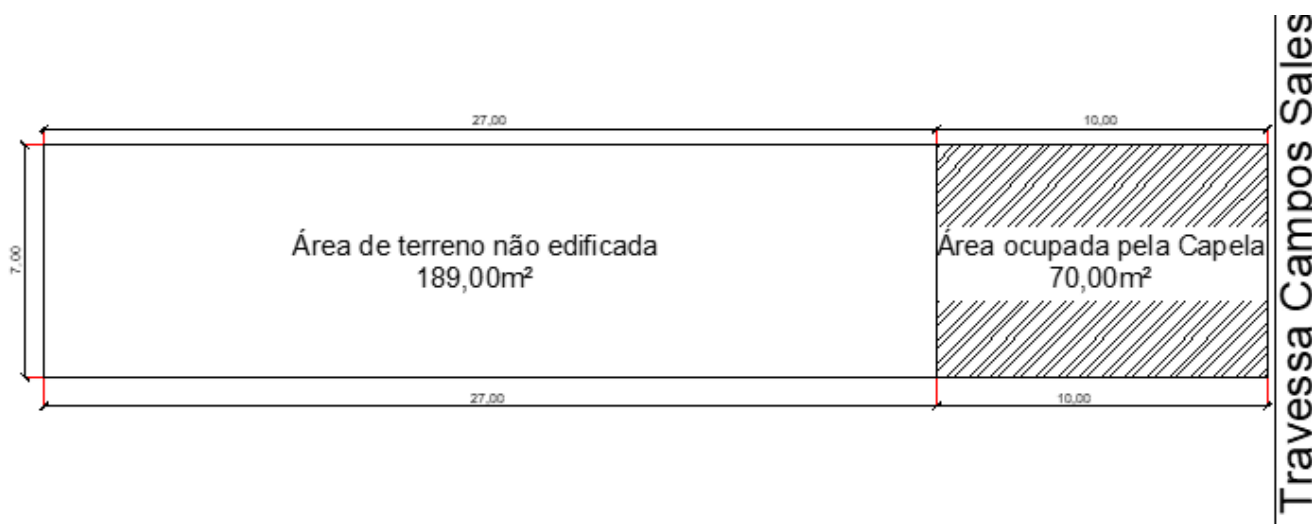 27,00
10,00
7,00
Área de terreno não edificada
189,00m²
Área ocupada pela Capela
70,00m²
27,00
10,00
Travessa Campos Sales